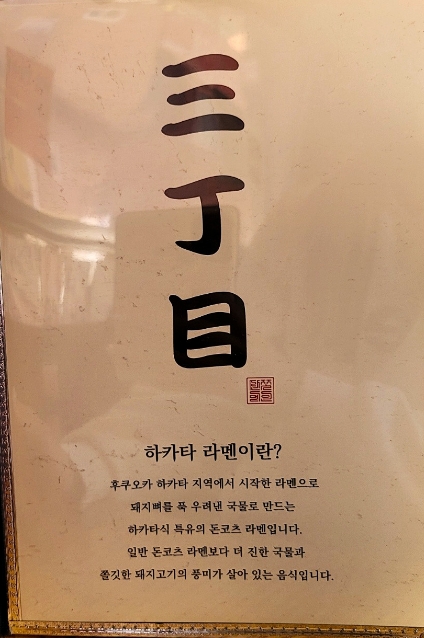 三
丁
目
하카타 라멘이란?
후쿠오카 하카타 지역에서 시작한 라멘으로
돼지뼈를 푹 우려낸 국물로 만드는
하카타식 특유의 돈코츠 라멘입니다.
일반 돈코츠 라멘보다 더 진한 국물과
쫄깃한 돼지고기의 풍미가 살아 있는 음식입니다.